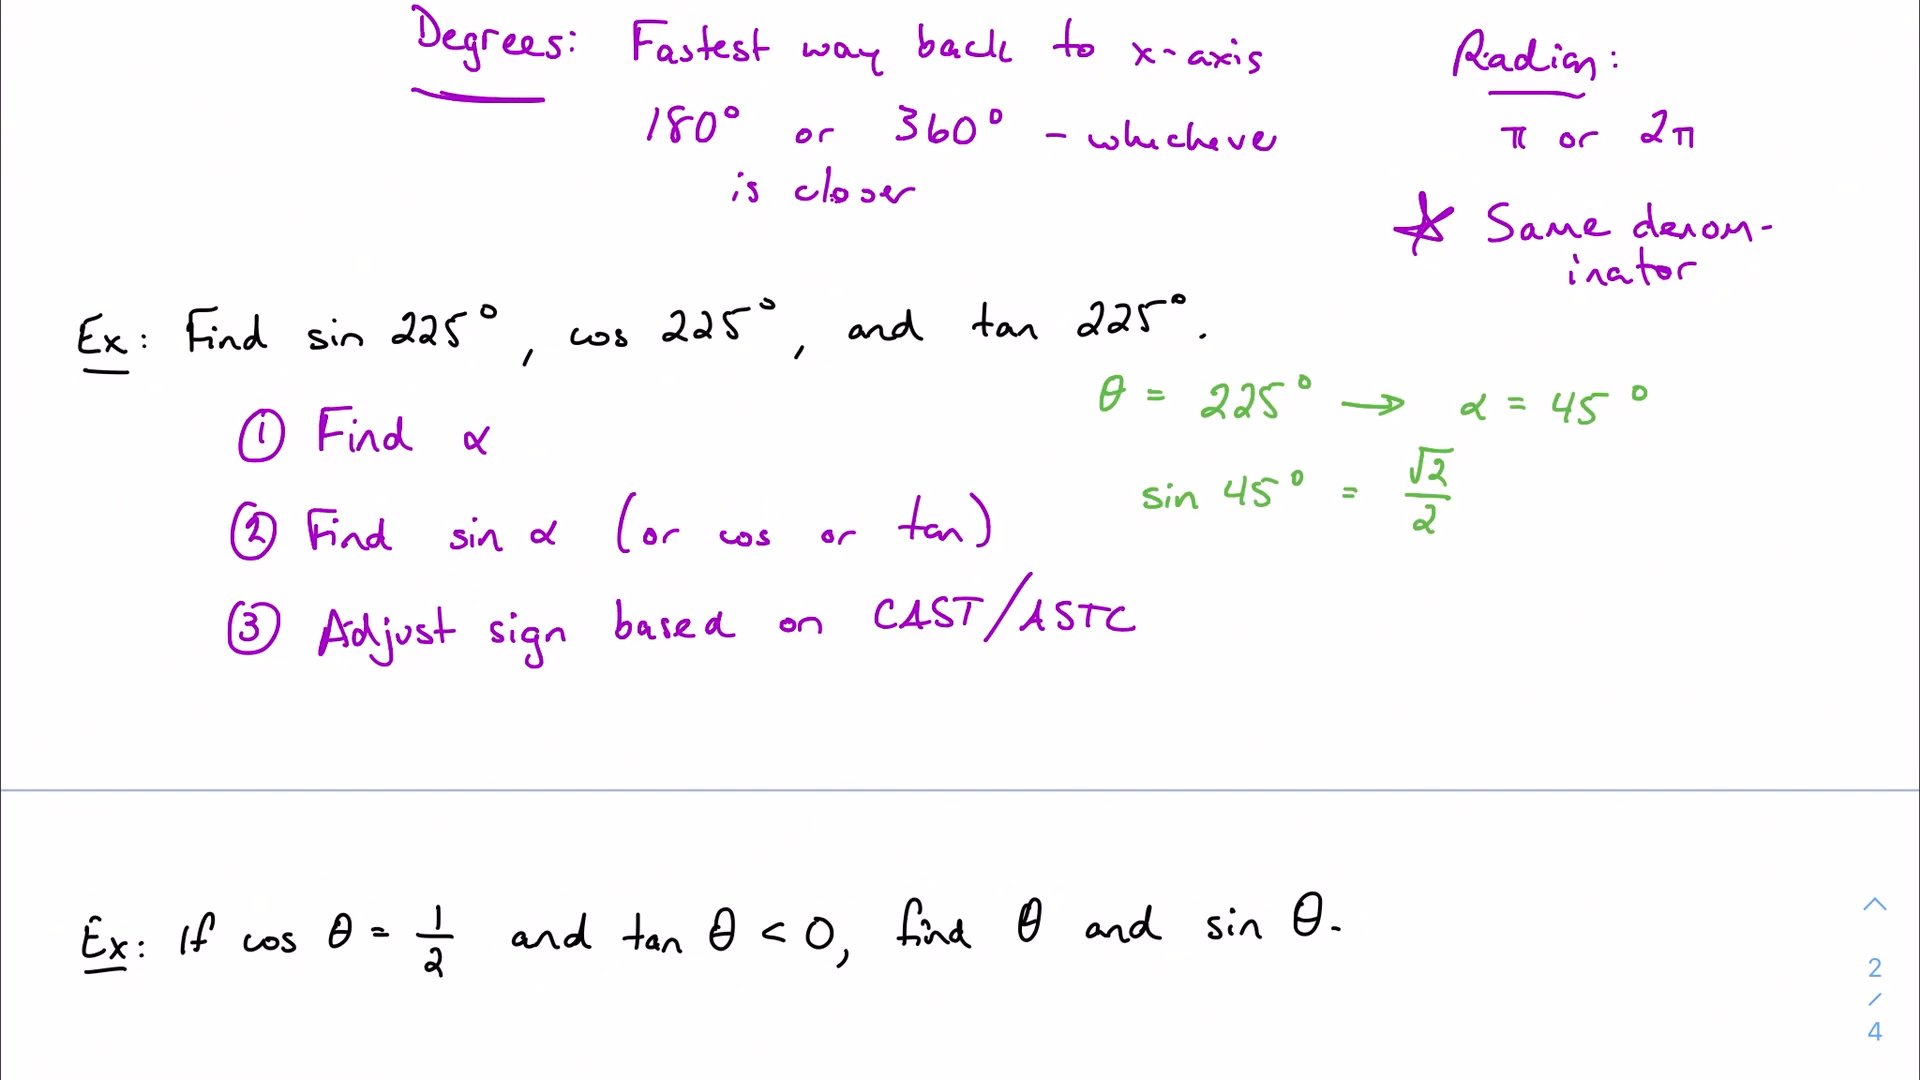 Degrees: Fastest way back to x-axis
180° or 360° - whicheve
is closer
Radian:
π or 2π
☆ Same denom-
inator
Ex: Find sin 225°, cos 225°, and tan 225°.
θ = 225° → α = 45°
① Find α
sin 45° = √2/2
② Find sin α (or cos or tan)
③ Adjust sign based on CAST/ASTC
Ex: If cos θ = 1/2 and tan θ < 0, find θ and sin θ.
2
/
4